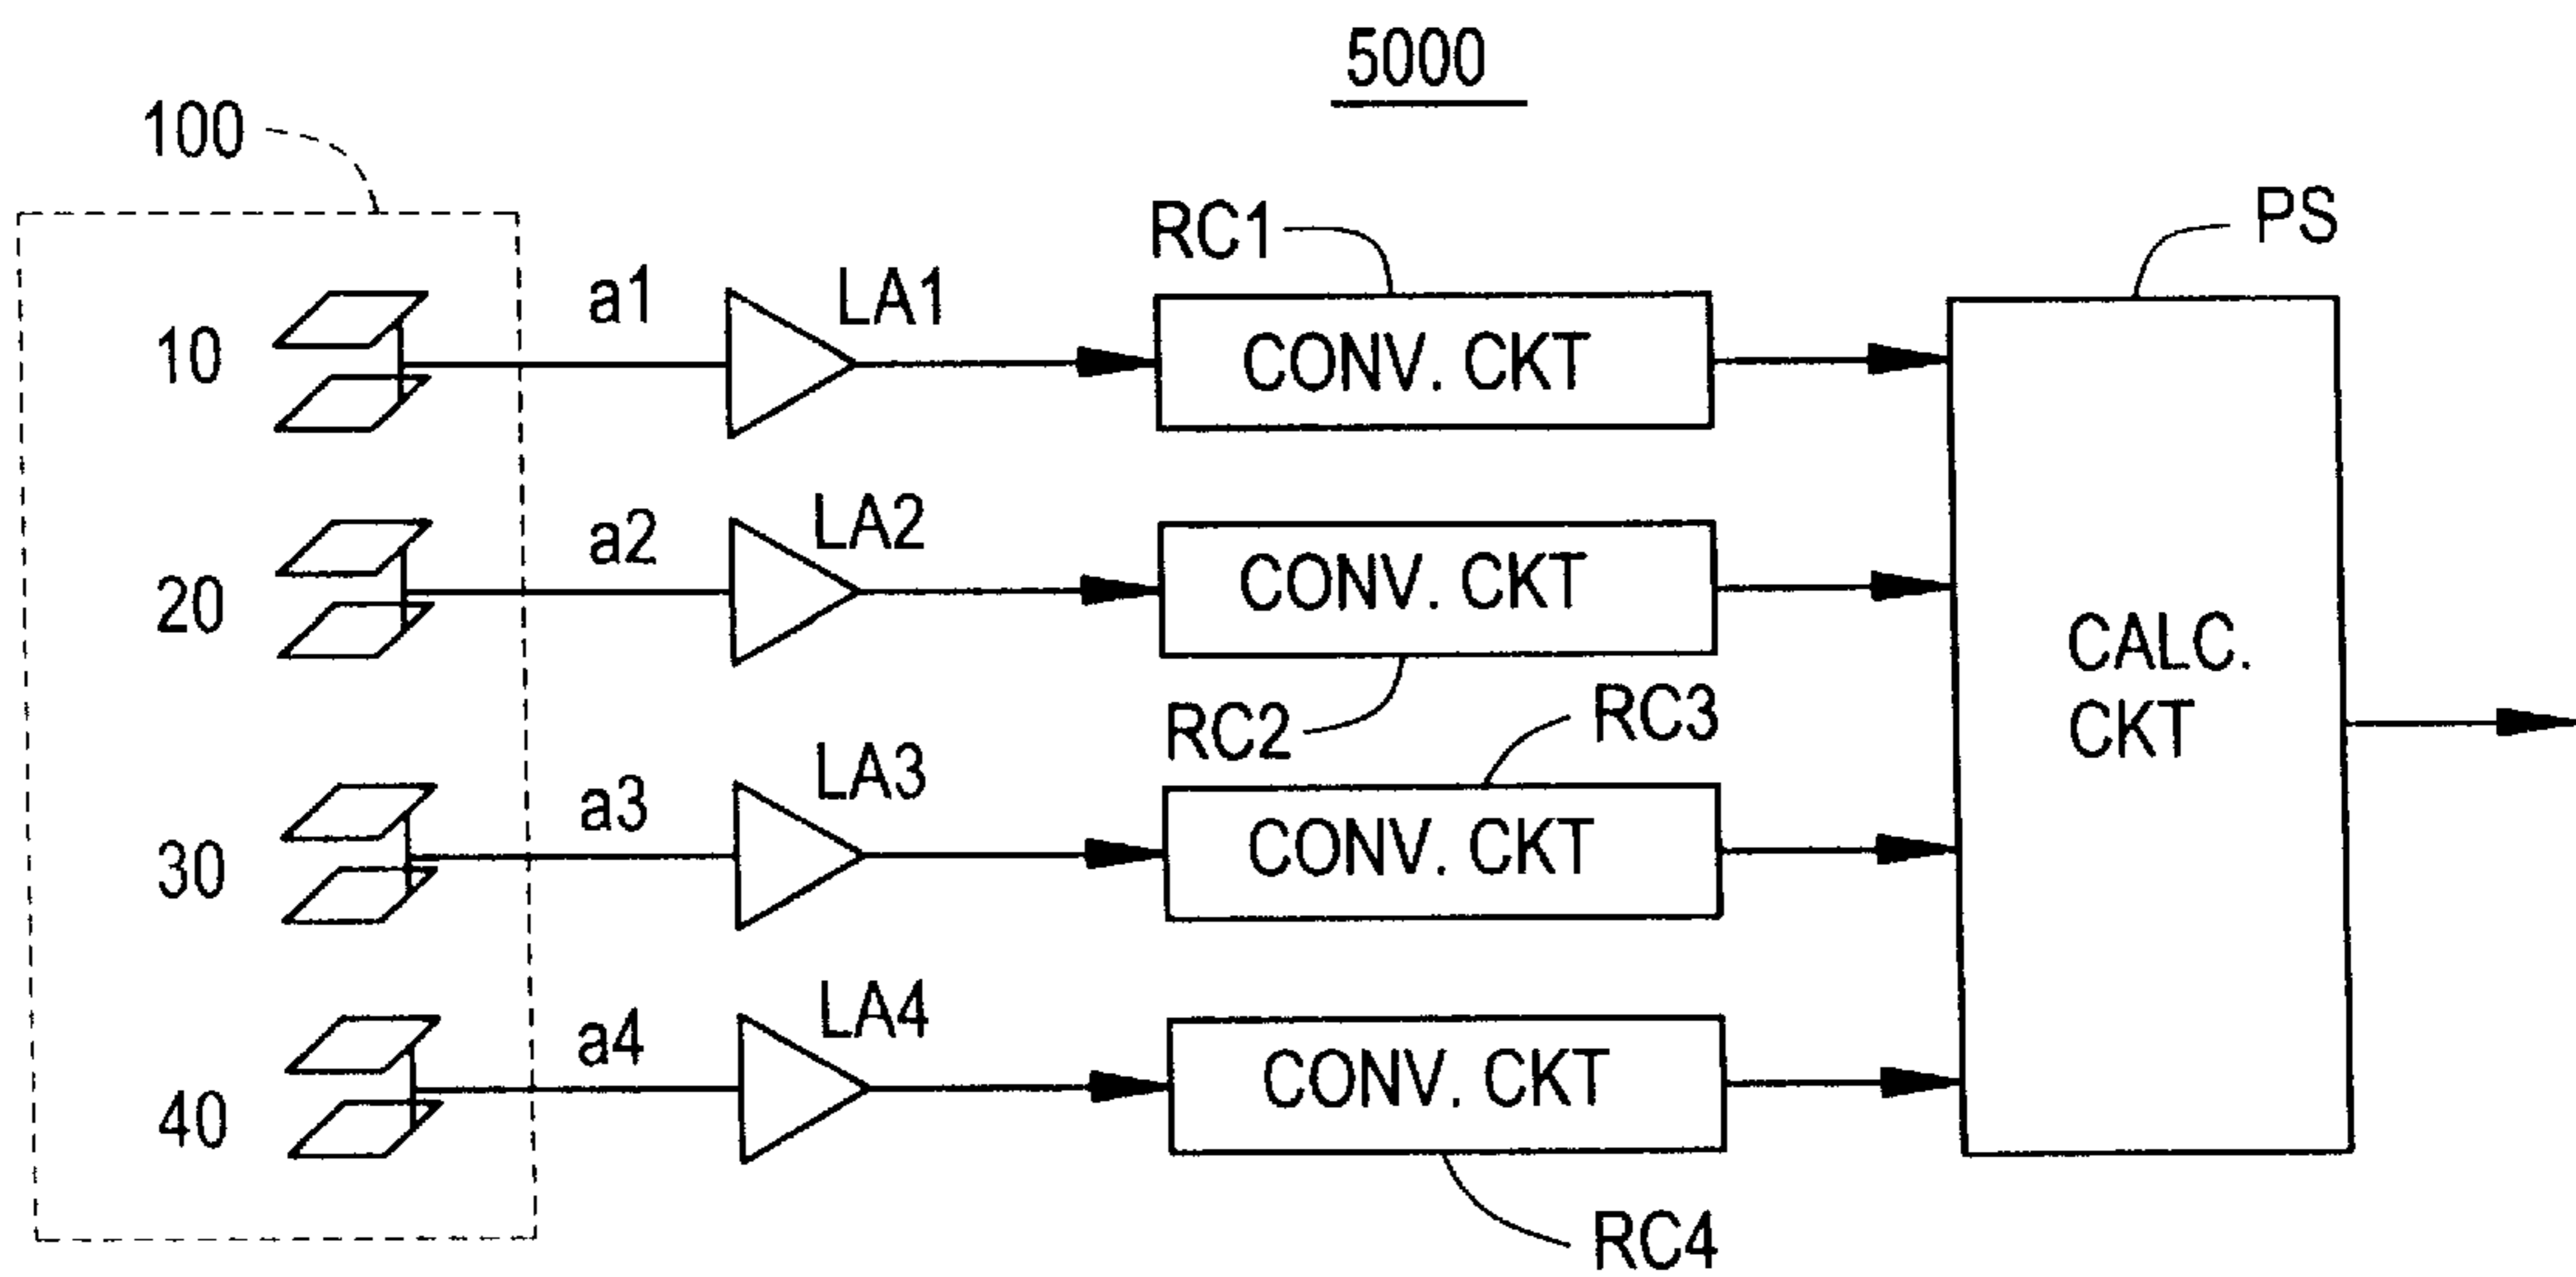 5000
100
RC1
PS
10
a1
LA1
CONV. CKT
20
a2
LA2
CONV. CKT
RC2
CALC.
CKT
RC3
30
a3
LA3
CONV. CKT
40
a4
LA4
CONV. CKT
RC4